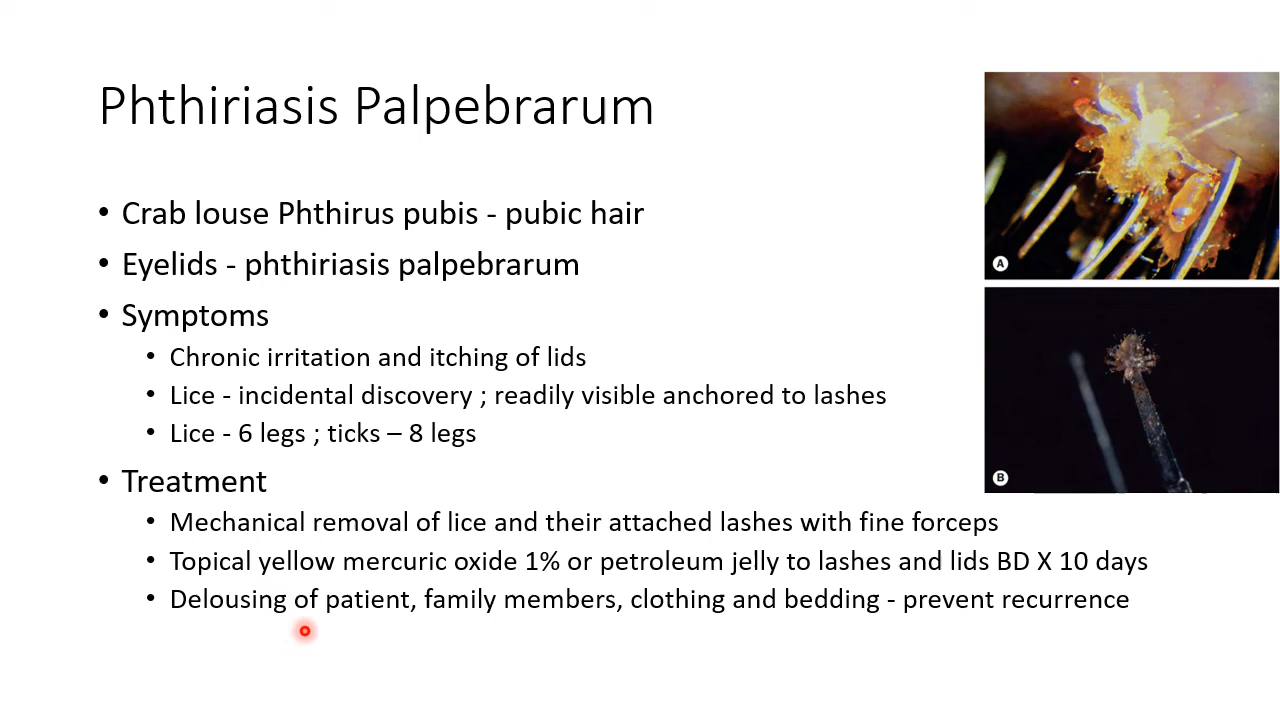 Phthiriasis Palpebrarum
• Crab louse Phthirus pubis - pubic hair
• Eyelids - phthiriasis palpebrarum
• Symptoms
• Chronic irritation and itching of lids
• Lice - incidental discovery ; readily visible anchored to lashes
• Lice - 6 legs ; ticks – 8 legs
• Treatment
• Mechanical removal of lice and their attached lashes with fine forceps
• Topical yellow mercuric oxide 1% or petroleum jelly to lashes and lids BD X 10 days
• Delousing of patient, family members, clothing and bedding - prevent recurrence
A
B